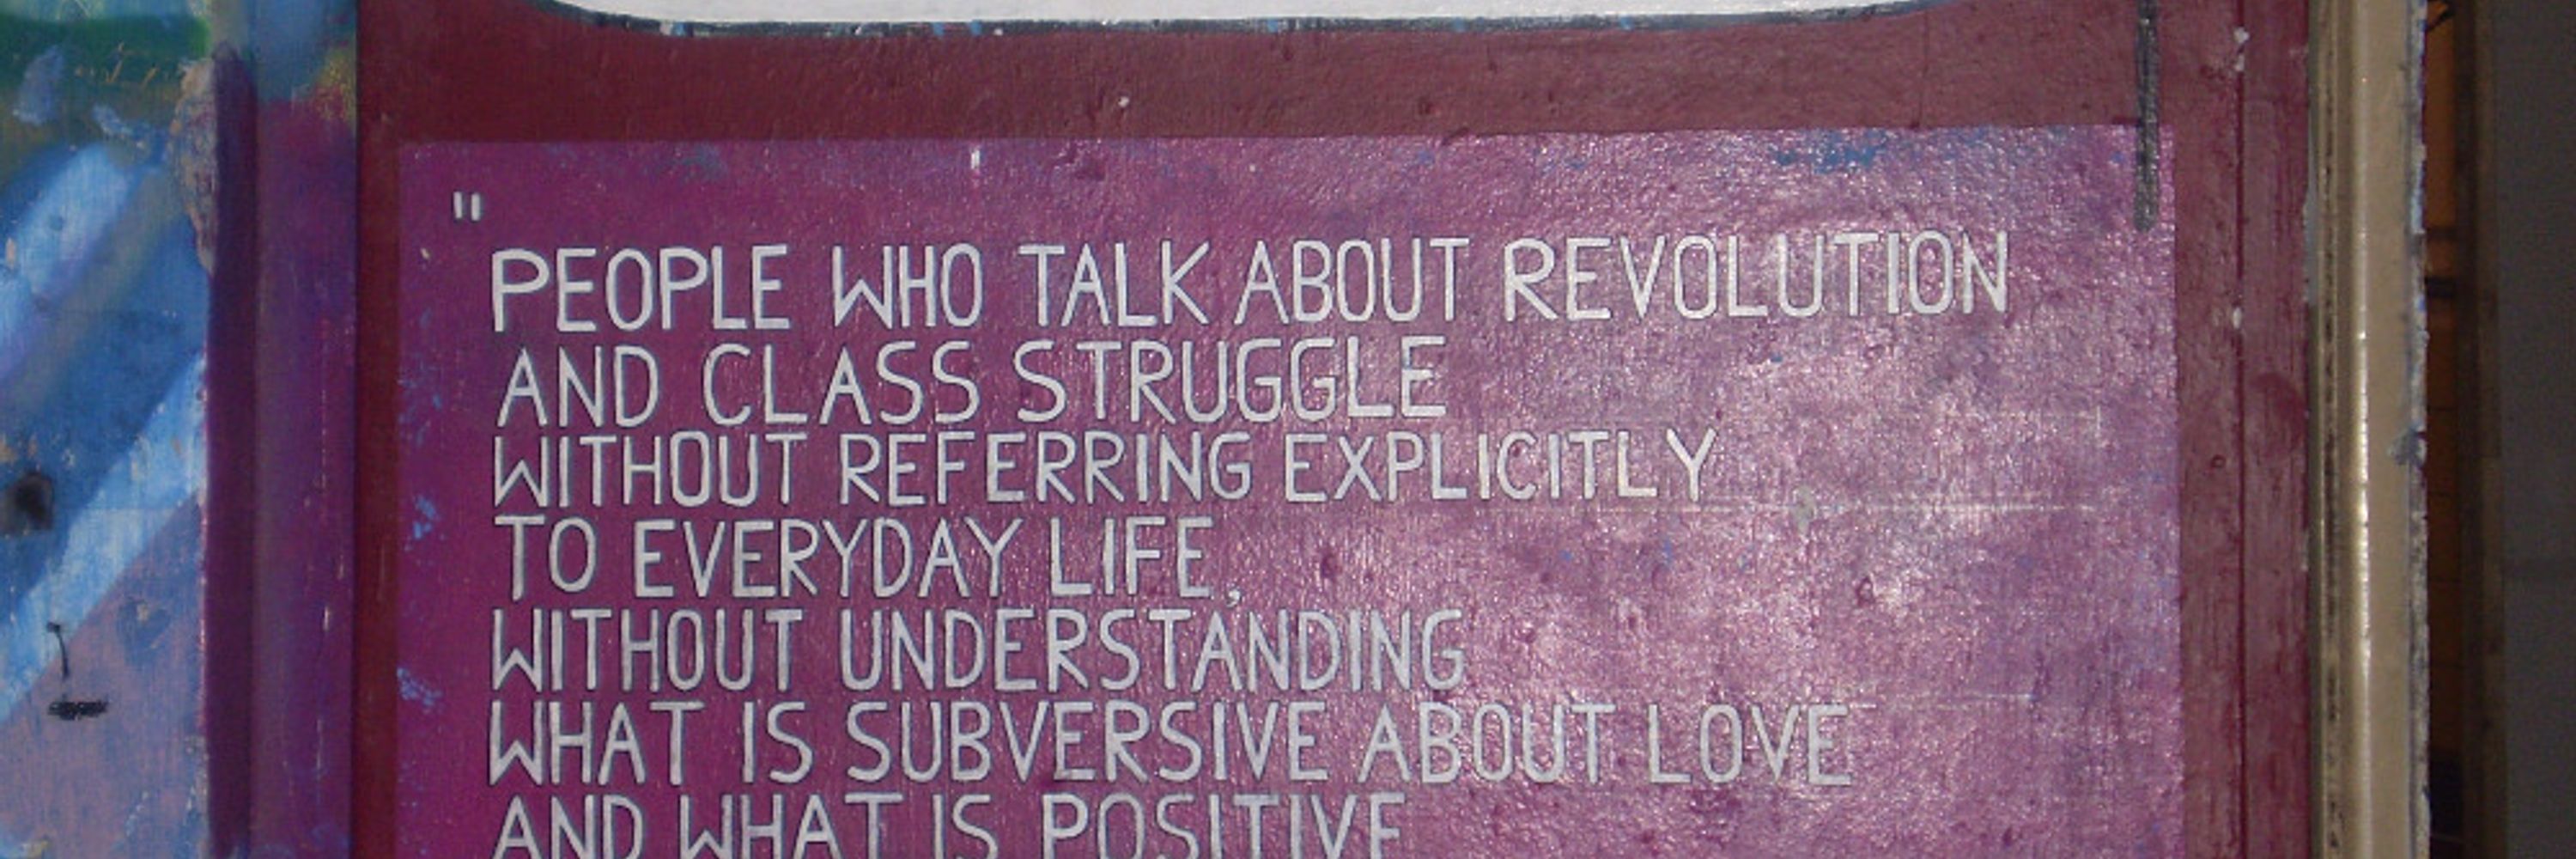 "
PEOPLE WHO TALK ABOUT REVOLUTION
AND CLASS STRUGGLE
WITHOUT REFERRING EXPLICITLY
TO EVERYDAY LIFE,
WITHOUT UNDERSTANDING
WHAT IS SUBVERSIVE ABOUT LOVE
AND WHAT IS POSITIVE